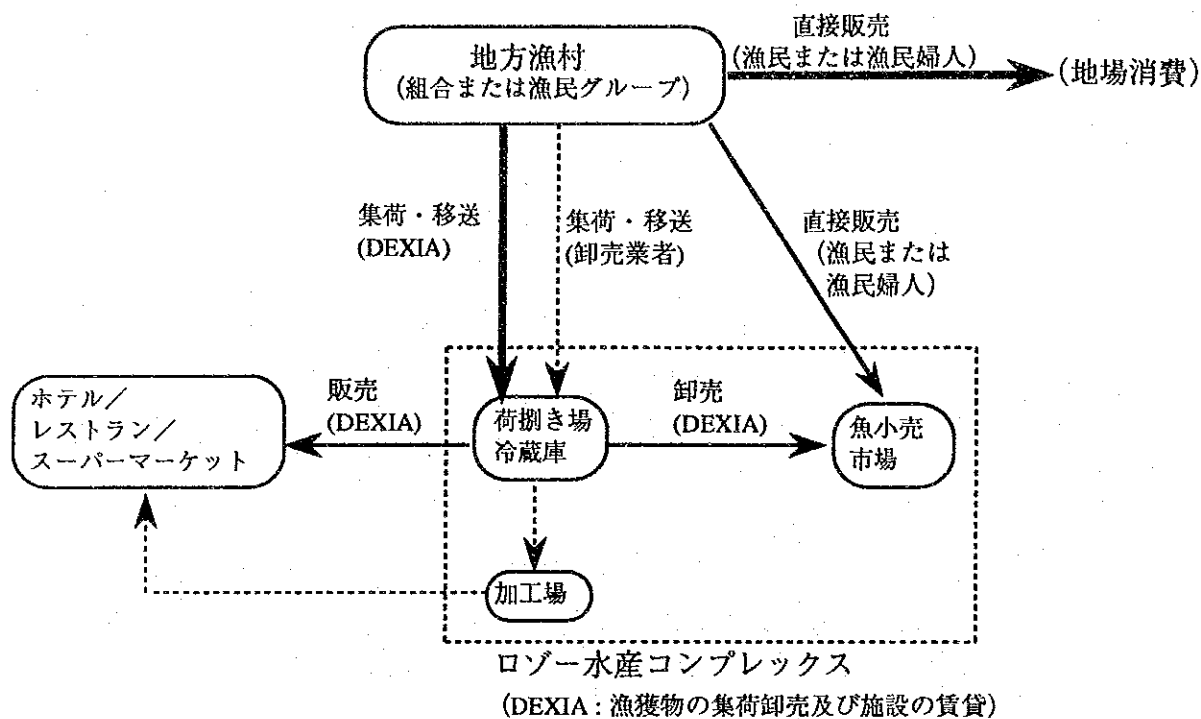 地方漁村
(組合または漁民グループ)
直接販売
(漁民または漁民婦人)
(地場消費)
集荷・移送
(DEXIA)
集荷・移送
(卸売業者)
直接販売
(漁民または
漁民婦人)
ホテル/
レストラン/
スーパーマーケット
販売
(DEXIA)
荷捌き場
冷蔵庫
卸売
(DEXIA)
魚小売
市場
加工場
ロゾー水産コンプレックス
(DEXIA : 漁獲物の集荷卸売及び施設の賃貸)